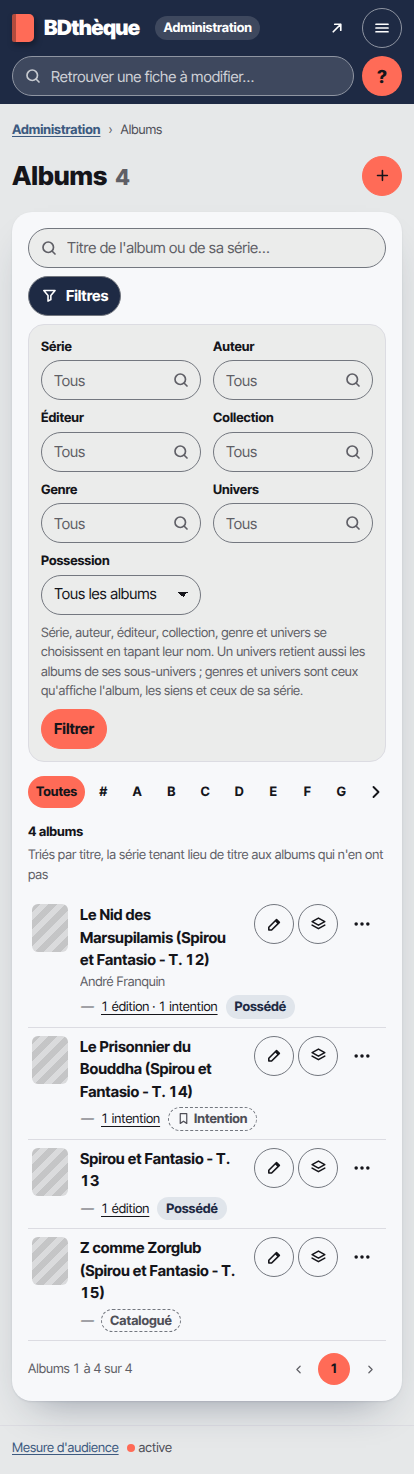 BDthèque Administration
Retrouver une fiche à modifier... ?
Administration › Albums
Albums 4 +
Titre de l'album ou de sa série...
Filtres
Série Auteur
Tous Tous
Éditeur Collection
Tous Tous
Genre Univers
Tous Tous
Possession
Tous les albums
Série, auteur, éditeur, collection, genre et univers se
choisissent en tapant leur nom. Un univers retient aussi les
albums de ses sous-univers ; genres et univers sont ceux
qu'affiche l'album, les siens et ceux de sa série.
Filtrer
Toutes # A B C D E F G
4 albums
Triés par titre, la série tenant lieu de titre aux albums qui n'en ont
pas
Le Nid des
Marsupilamis (Spirou
et Fantasio - T. 12)
André Franquin
— 1 édition · 1 intention Possédé
Le Prisonnier du
Bouddha (Spirou et
Fantasio - T. 14)
— 1 intention Intention
Spirou et Fantasio - T.
13
— 1 édition Possédé
Z comme Zorglub
(Spirou et Fantasio - T.
15)
— Catalogué
Albums 1 à 4 sur 4 ‹ 1 ›
Mesure d'audience active